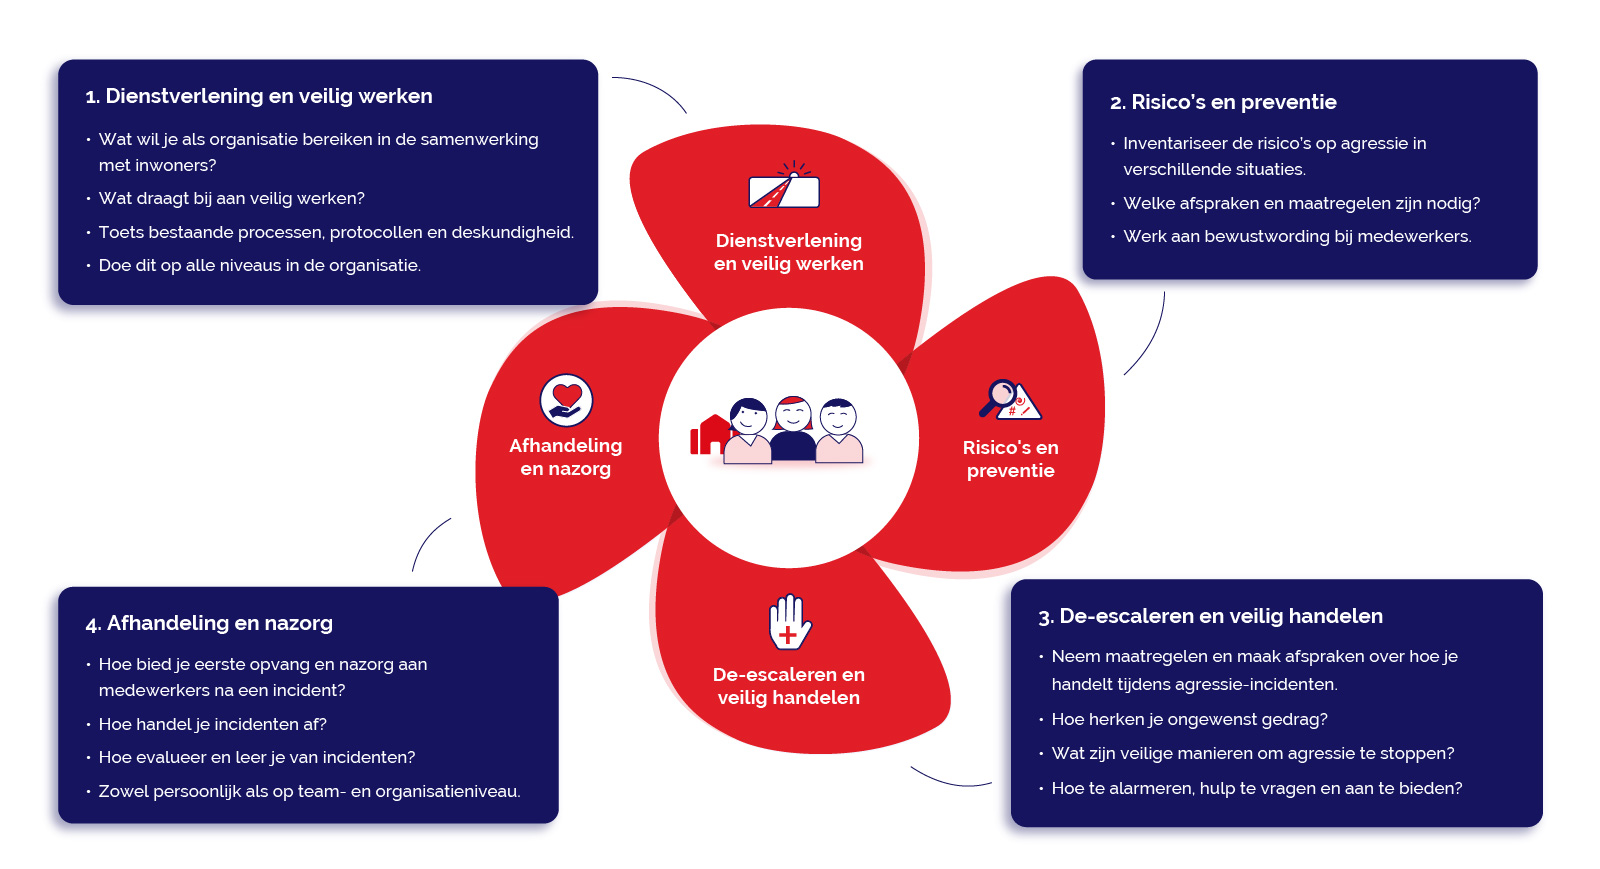 1. Dienstverlening en veilig werken
• Wat wil je als organisatie bereiken in de samenwerking
met inwoners?
• Wat draagt bij aan veilig werken?
• Toets bestaande processen, protocollen en deskundigheid.
• Doe dit op alle niveaus in de organisatie.
2. Risico’s en preventie
• Inventariseer de risico’s op agressie in
verschillende situaties.
• Welke afspraken en maatregelen zijn nodig?
• Werk aan bewustwording bij medewerkers.
Dienstverlening
en veilig werken
Afhandeling
en nazorg
#
Risico's en
preventie
De-escaleren en
veilig handelen
3. De-escaleren en veilig handelen
• Neem maatregelen en maak afspraken over hoe je
handelt tijdens agressie-incidenten.
• Hoe herken je ongewenst gedrag?
• Wat zijn veilige manieren om agressie te stoppen?
• Hoe te alarmeren, hulp te vragen en aan te bieden?
4. Afhandeling en nazorg
• Hoe bied je eerste opvang en nazorg aan
medewerkers na een incident?
• Hoe handel je incidenten af?
• Hoe evalueer en leer je van incidenten?
• Zowel persoonlijk als op team- en organisatieniveau.